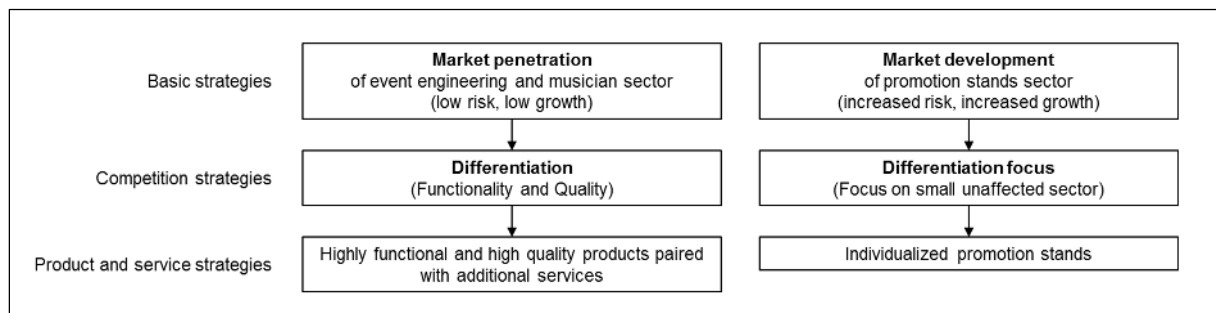 Basic strategies
Market penetration
of event engineering and musician sector
(low risk, low growth)
Market development
of promotion stands sector
(increased risk, increased growth)
Competition strategies
Differentiation
(Functionality and Quality)
Differentiation focus
(Focus on small unaffected sector)
Product and service strategies
Highly functional and high quality products paired
with additional services
Individualized promotion stands